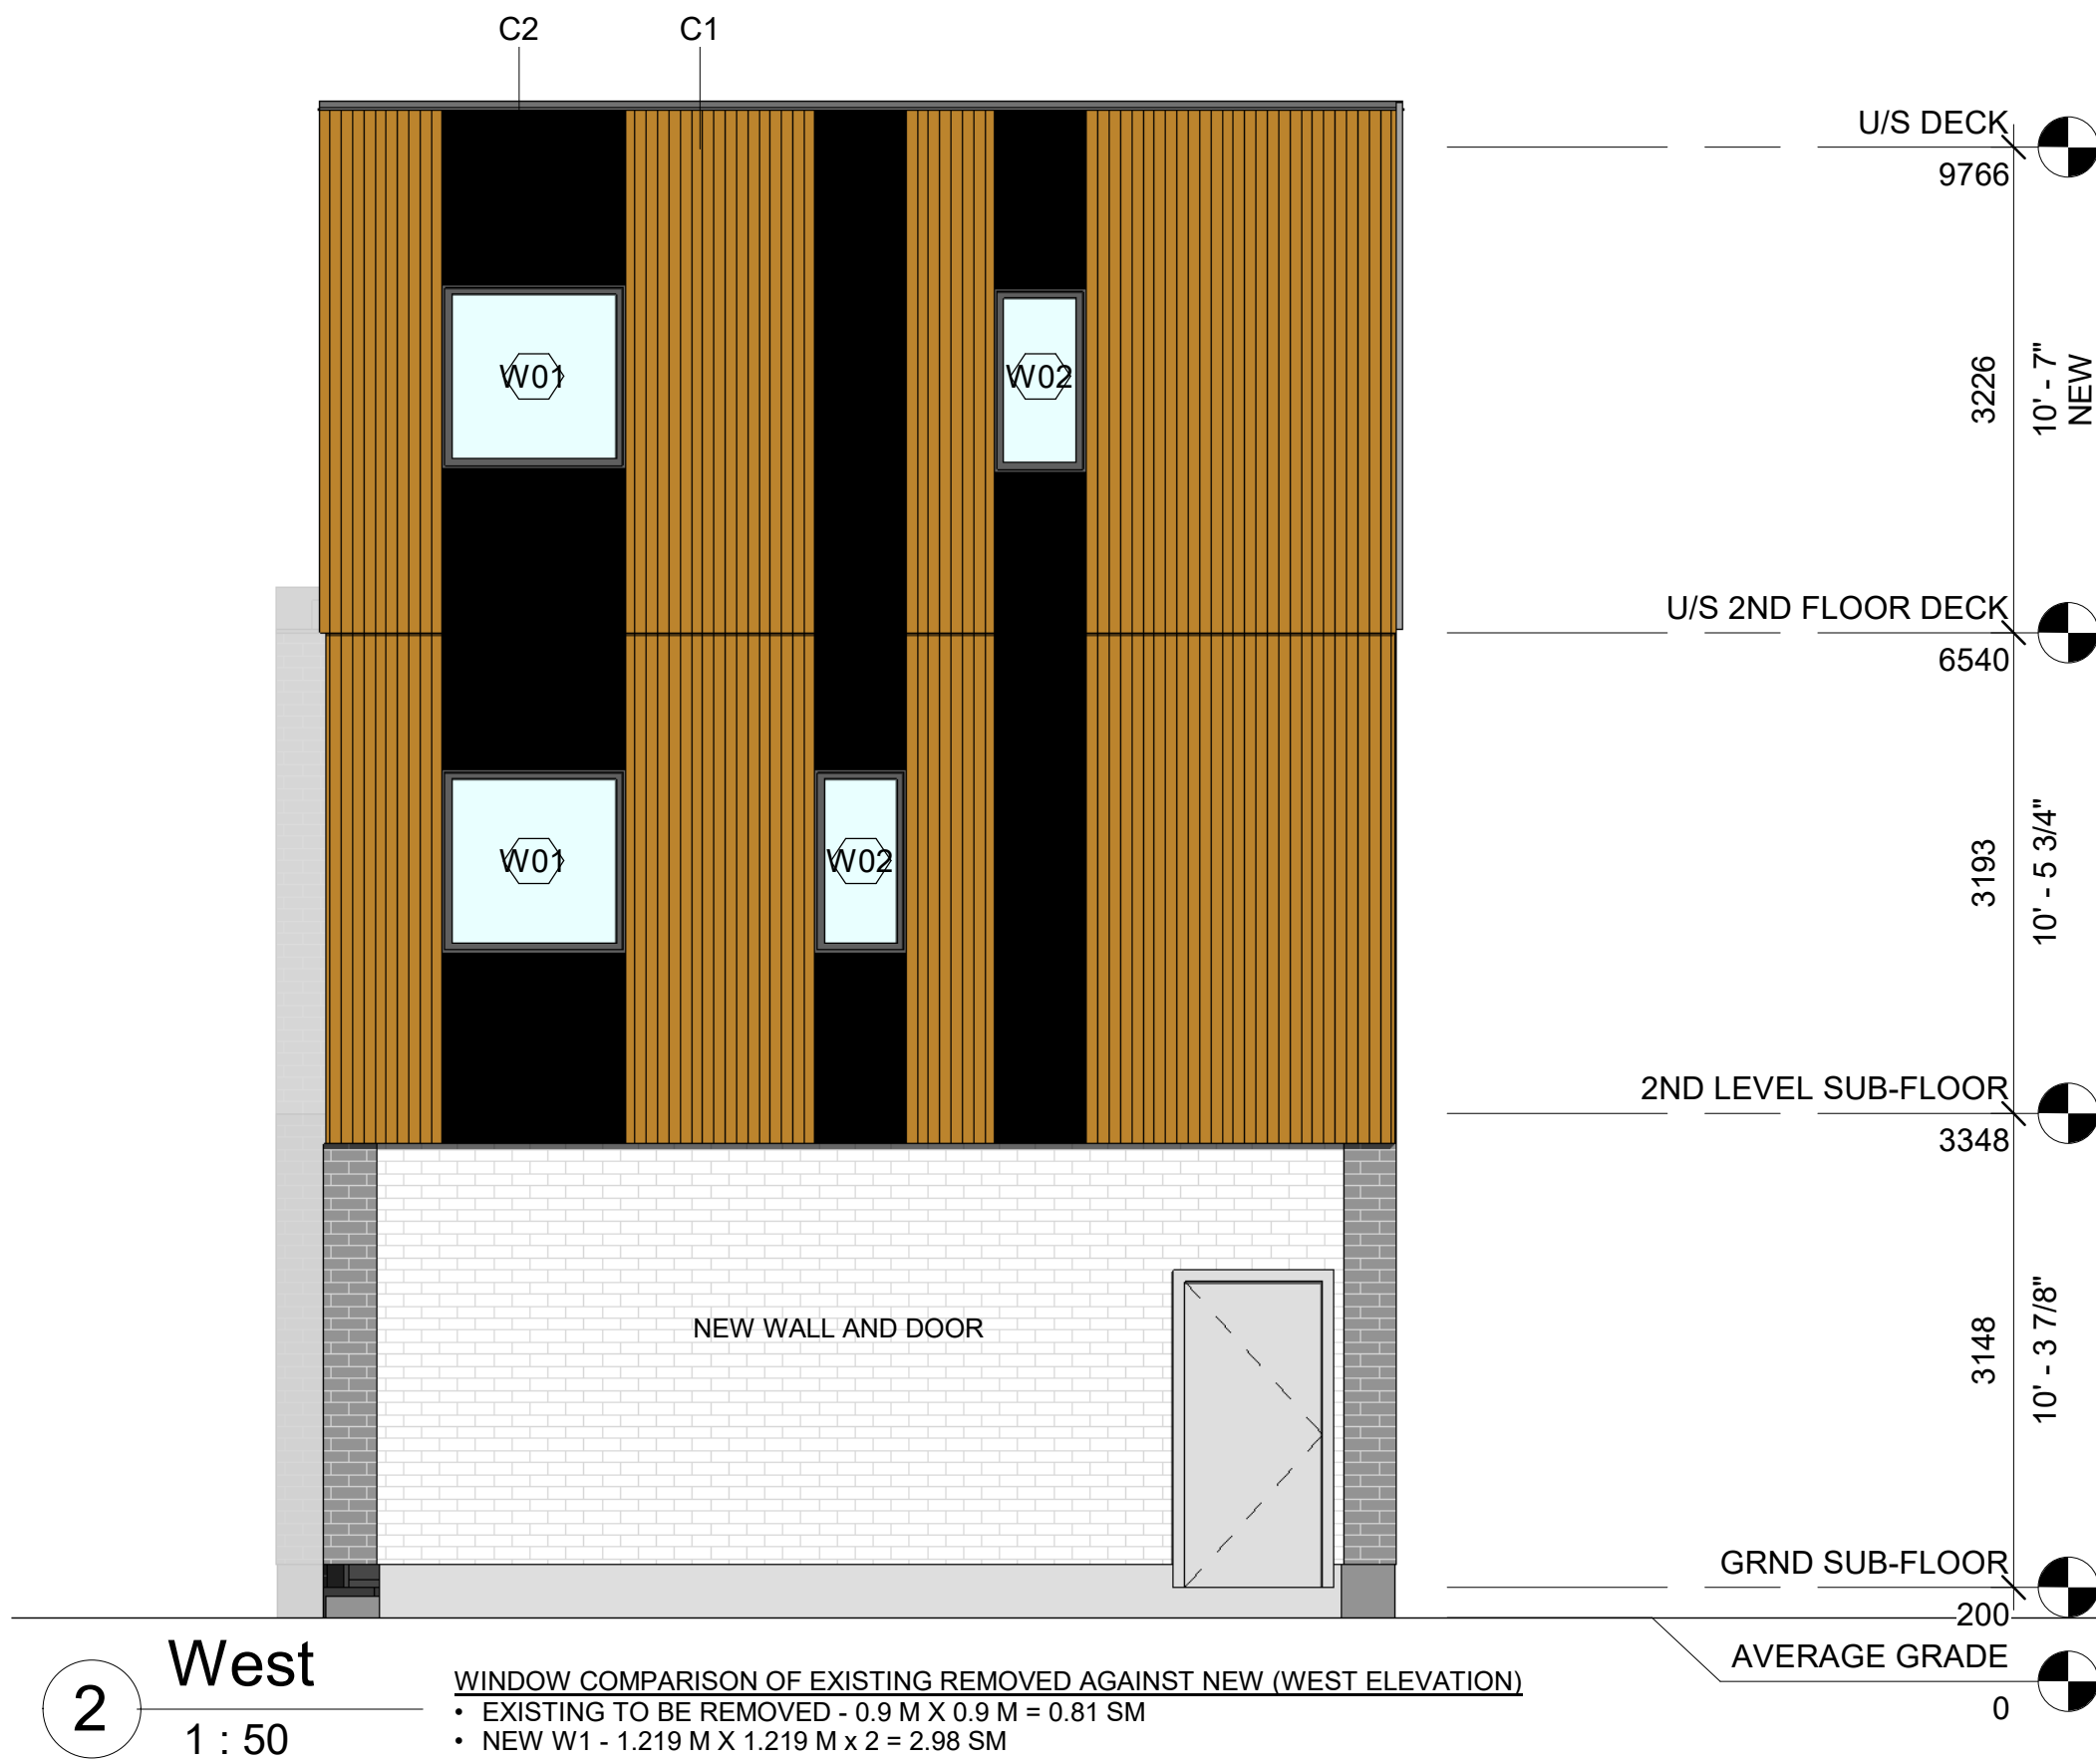 C2 C1
U/S DECK
9766
3226
10' - 7"
NEW
W01 W02
U/S 2ND FLOOR DECK
6540
3193
10' - 5 3/4"
W01 W02
2ND LEVEL SUB-FLOOR
3348
3148
10' - 3 7/8"
NEW WALL AND DOOR
GRND SUB-FLOOR
200
AVERAGE GRADE
0
2
West
1 : 50
WINDOW COMPARISON OF EXISTING REMOVED AGAINST NEW (WEST ELEVATION)
• EXISTING TO BE REMOVED - 0.9 M X 0.9 M = 0.81 SM
• NEW W1 - 1.219 M X 1.219 M x 2 = 2.98 SM